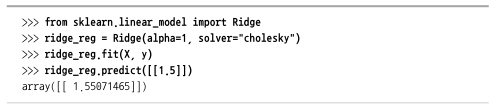 >>> from sklearn.linear_model import Ridge
>>> ridge_reg = Ridge(alpha=1, solver="cholesky")
>>> ridge_reg.fit(X, y)
>>> ridge_reg.predict([[1.5]])
array([[ 1.55071465]])